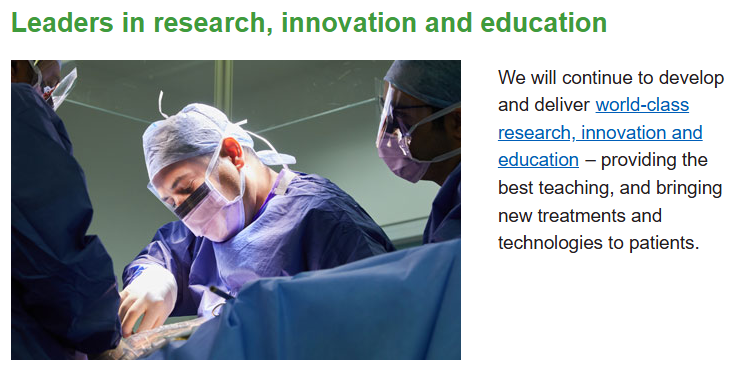 Leaders in research, innovation and education
We will continue to develop
and deliver world-class
research, innovation and
education – providing the
best teaching, and bringing
new treatments and
technologies to patients.